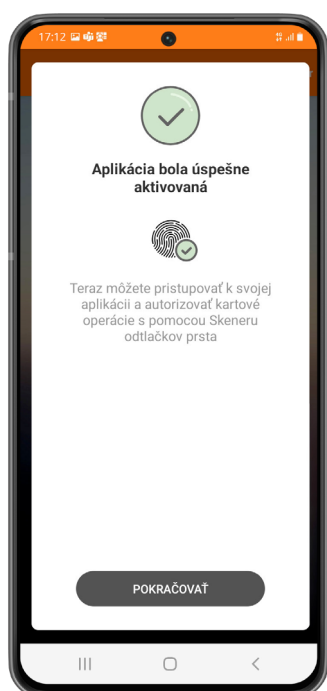 17:12
Aplikácia bola úspešne
aktivovaná
Teraz môžete pristupovať k svojej
aplikácii a autorizovať kartové
operácie s pomocou Skeneru
odtlačkov prsta
POKRAČOVAŤ